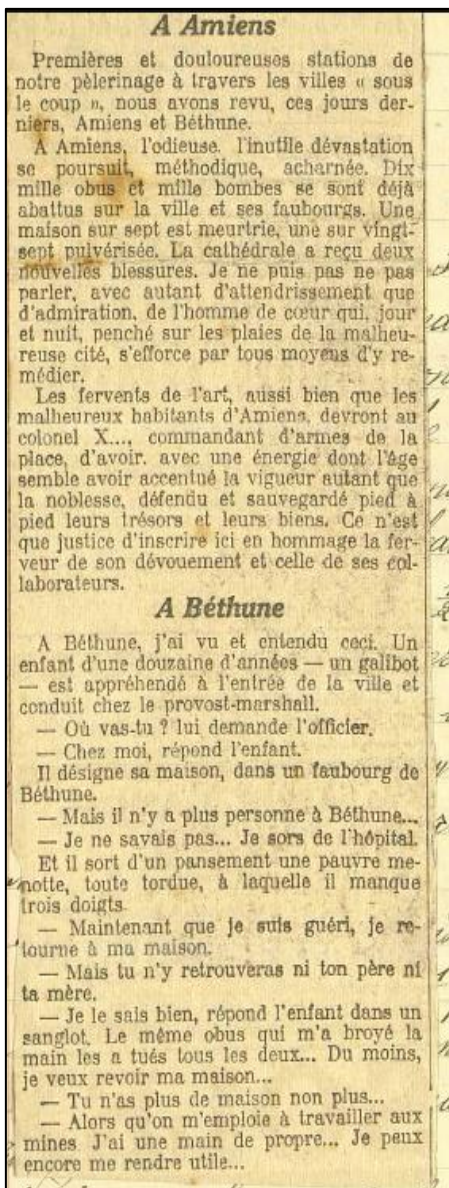 A Amiens
Premières et douloureuses stations de
notre pèlerinage à travers les villes « sous
le coup », nous avons revu, ces jours der-
niers, Amiens et Béthune.
A Amiens, l'odieuse, l'inutile dévastation
se poursuit, méthodique, acharnée. Dix
mille obus et mille bombes se sont déjà
abattus sur la ville et ses faubourgs. Une
maison sur sept est meurtrie, une sur vingt-
sept pulvérisée. La cathédrale a reçu deux
nouvelles blessures. Je ne puis pas ne pas
parler, avec autant d'attendrissement que
d'admiration, de l'homme de cœur qui, jour
et nuit, penché sur les plaies de la malheu-
reuse cité, s'efforce par tous moyens d'y re-
médier.
Les fervents de l'art, aussi bien que les
malheureux habitants d'Amiens, devront au
colonel X..., commandant d'armes de la
place, d'avoir, avec une énergie dont l'âge
semble avoir accentué la vigueur autant que
la noblesse, défendu et sauvegardé pied à
pied leurs trésors et leurs biens. Ce n'est
que justice d'inscrire ici en hommage la fer-
veur de son dévouement et celle de ses col-
laborateurs.
A Béthune
A Béthune, j'ai vu et entendu ceci. Un
enfant d'une douzaine d'années — un galibot
— est appréhendé à l'entrée de la ville et
conduit chez le provost-marshall.
— Où vas-tu ? lui demande l'officier.
— Chez moi, répond l'enfant.
Il désigne sa maison, dans un faubourg de
Béthune.
— Mais il n'y a plus personne à Béthune...
— Je ne savais pas... Je sors de l'hôpital.
Et il sort d'un pansement une pauvre me-
notte, toute tordue, à laquelle il manque
trois doigts.
— Maintenant que je suis guéri, je re-
tourne à ma maison.
— Mais tu n'y retrouveras ni ton père ni
ta mère.
— Je le sais bien, répond l'enfant dans un
sanglot. Le même obus qui m'a broyé la
main les a tués tous les deux... Du moins,
je veux revoir ma maison...
— Tu n'as plus de maison non plus...
— Alors qu'on m'emploie à travailler aux
mines. J'ai une main de propre... Je peux
encore me rendre utile...